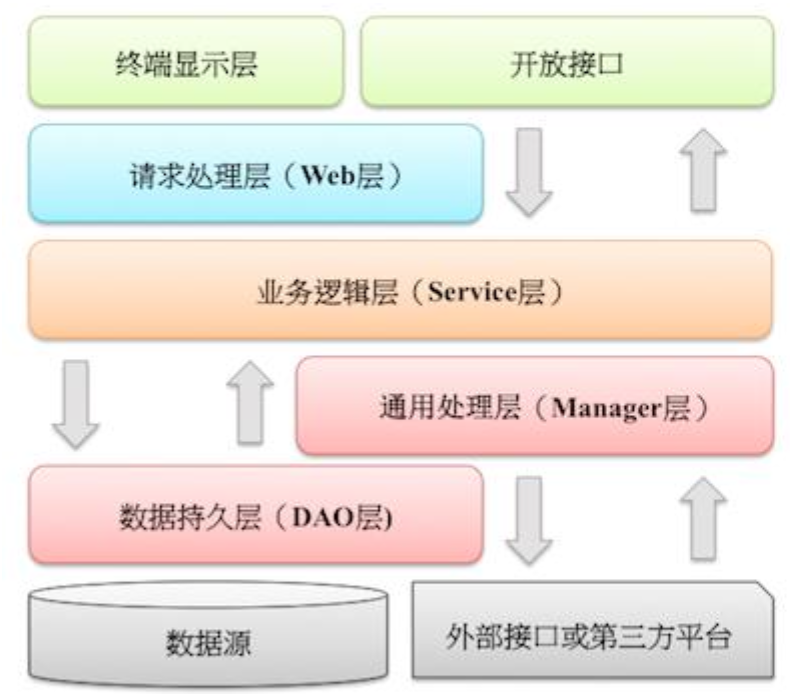 终端显示层
开放接口
请求处理层（Web层）
业务逻辑层（Service层）
通用处理层（Manager层）
数据持久层（DAO层)
数据源
外部接口或第三方平台